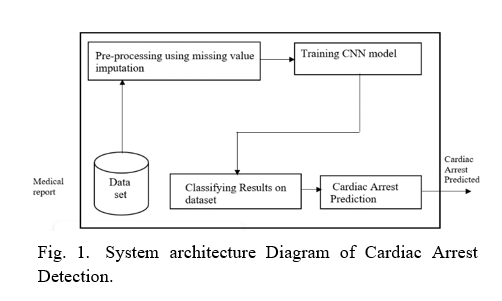 Pre-processing using missing value
imputation
Training CNN model
Cardiac
Arrest
Predicted
Medical
report
Data
set
Classifying Results on
dataset
Cardiac Arrest
Prediction
Fig. 1. System architecture Diagram of Cardiac Arrest
Detection.